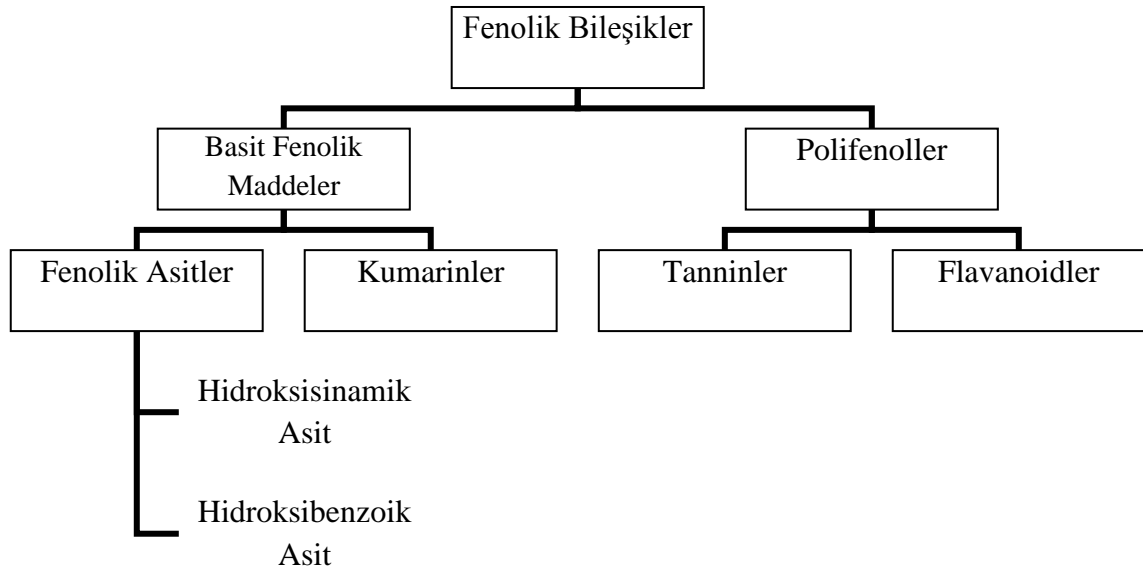 Fenolik Bileşikler
Basit Fenolik
Maddeler
Polifenoller
Fenolik Asitler
Kumarinler
Tanninler
Flavanoidler
Hidroksisinamik
Asit
Hidroksibenzoik
Asit